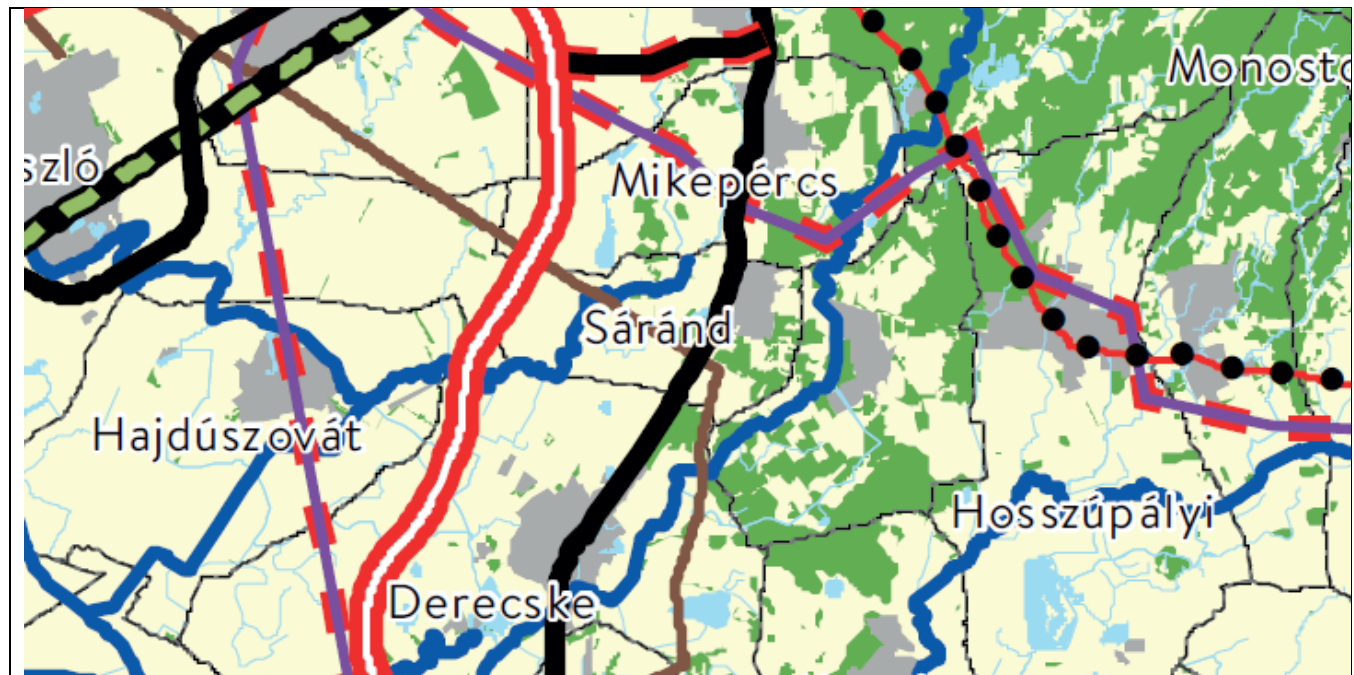 Monosto
szló
Mikepércs
Sáránd
Hajdúszovát
Hosszúpályi
Derecske